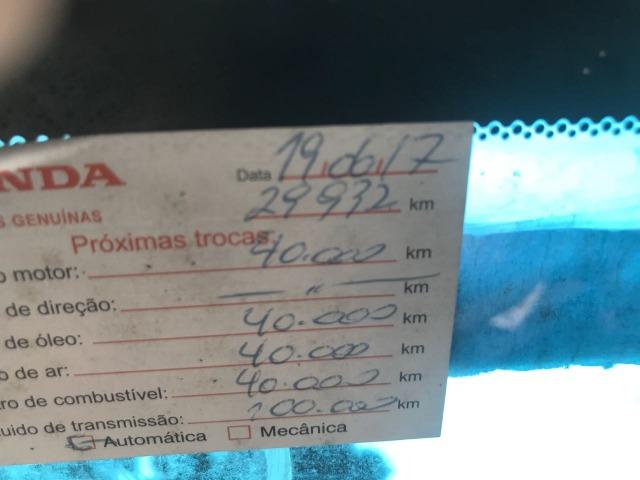 NDA Data 19/06/17
S GENUÍNAS 29932 km
Próximas trocas
o motor: 40.000 km
de direção: — " — km
de óleo: 40.000 km
o de ar: 40.000 km
tro de combustível: 40.000 km
uido de transmissão: 100.000 km
Automática Mecânica